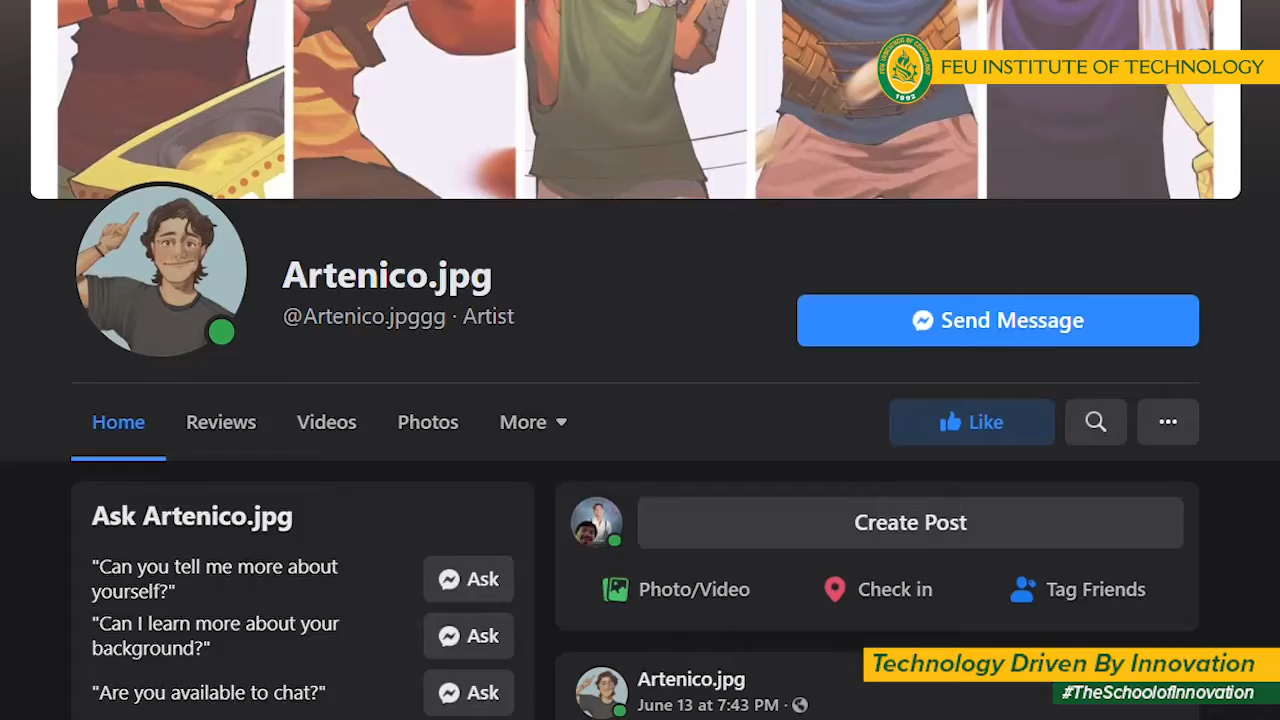 FEU INSTITUTE OF TECHNOLOGY
1992
Artenico.jpg
@Artenico.jpggg · Artist
Send Message
Home Reviews Videos Photos More
Like
Ask Artenico.jpg
"Can you tell me more about
yourself?"
Ask
"Can I learn more about your
background?"
Ask
"Are you available to chat?"
Ask
Create Post
Photo/Video Check in Tag Friends
Artenico.jpg
June 13 at 7:43 PM ·
Technology Driven By Innovation
#TheSchoolofInnovation